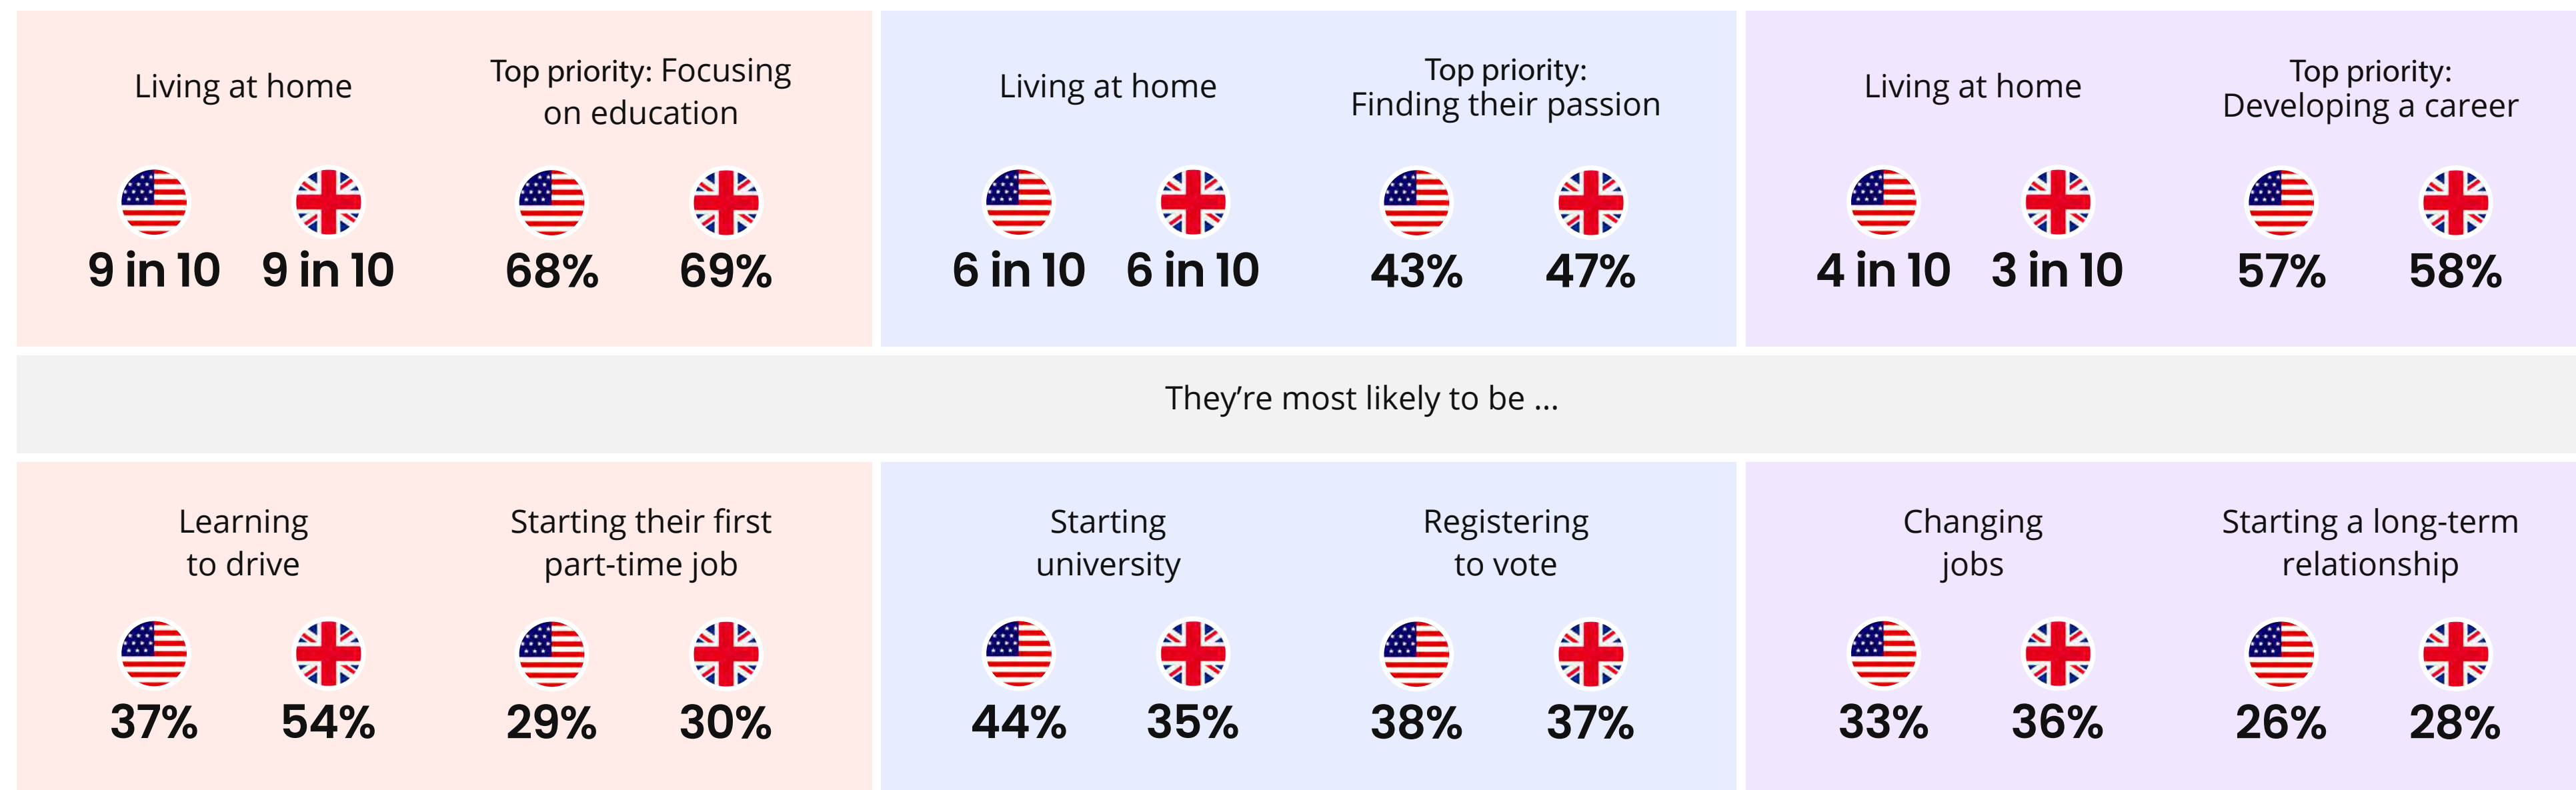 Living at home
Top priority: Focusing
on education
9 in 10
9 in 10
68%
69%
Living at home
Top priority:
Finding their passion
6 in 10
6 in 10
43%
47%
Living at home
Top priority:
Developing a career
4 in 10
3 in 10
57%
58%
They’re most likely to be ...
Learning
to drive
Starting their first
part-time job
37%
54%
29%
30%
Starting
university
Registering
to vote
44%
35%
38%
37%
Changing
jobs
Starting a long-term
relationship
33%
36%
26%
28%